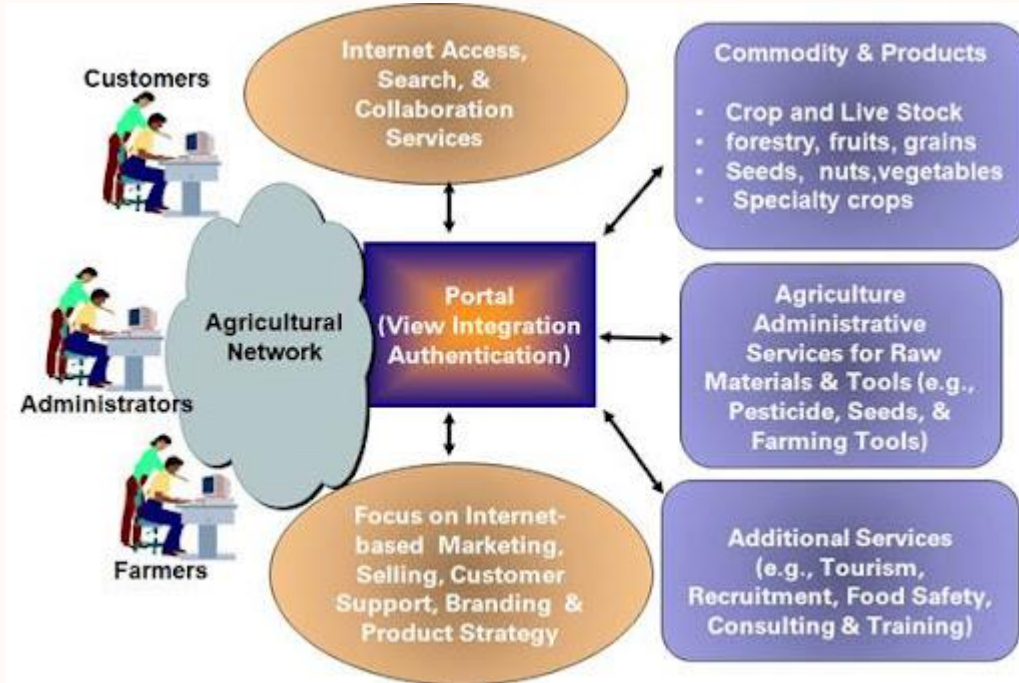 Customers
Administrators
Farmers
Agricultural
Network
Internet Access,
Search, &
Collaboration
Services
Portal
(View Integration
Authentication)
Focus on Internet-
based Marketing,
Selling, Customer
Support, Branding &
Product Strategy
Commodity & Products
• Crop and Live Stock
• forestry, fruits, grains
• Seeds, nuts,vegetables
• Specialty crops
Agriculture
Administrative
Services for Raw
Materials & Tools (e.g.,
Pesticide, Seeds, &
Farming Tools)
Additional Services
(e.g., Tourism,
Recruitment, Food Safety,
Consulting & Training)